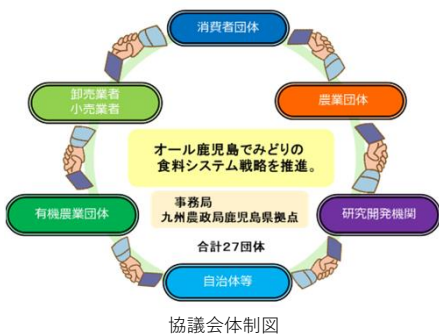 消費者団体
卸売業者
小売業者
農業団体
オール鹿児島でみどりの
食料システム戦略を推進。
事務局
九州農政局鹿児島県拠点
有機農業団体
研究開発機関
合計27団体
自治体等
協議会体制図